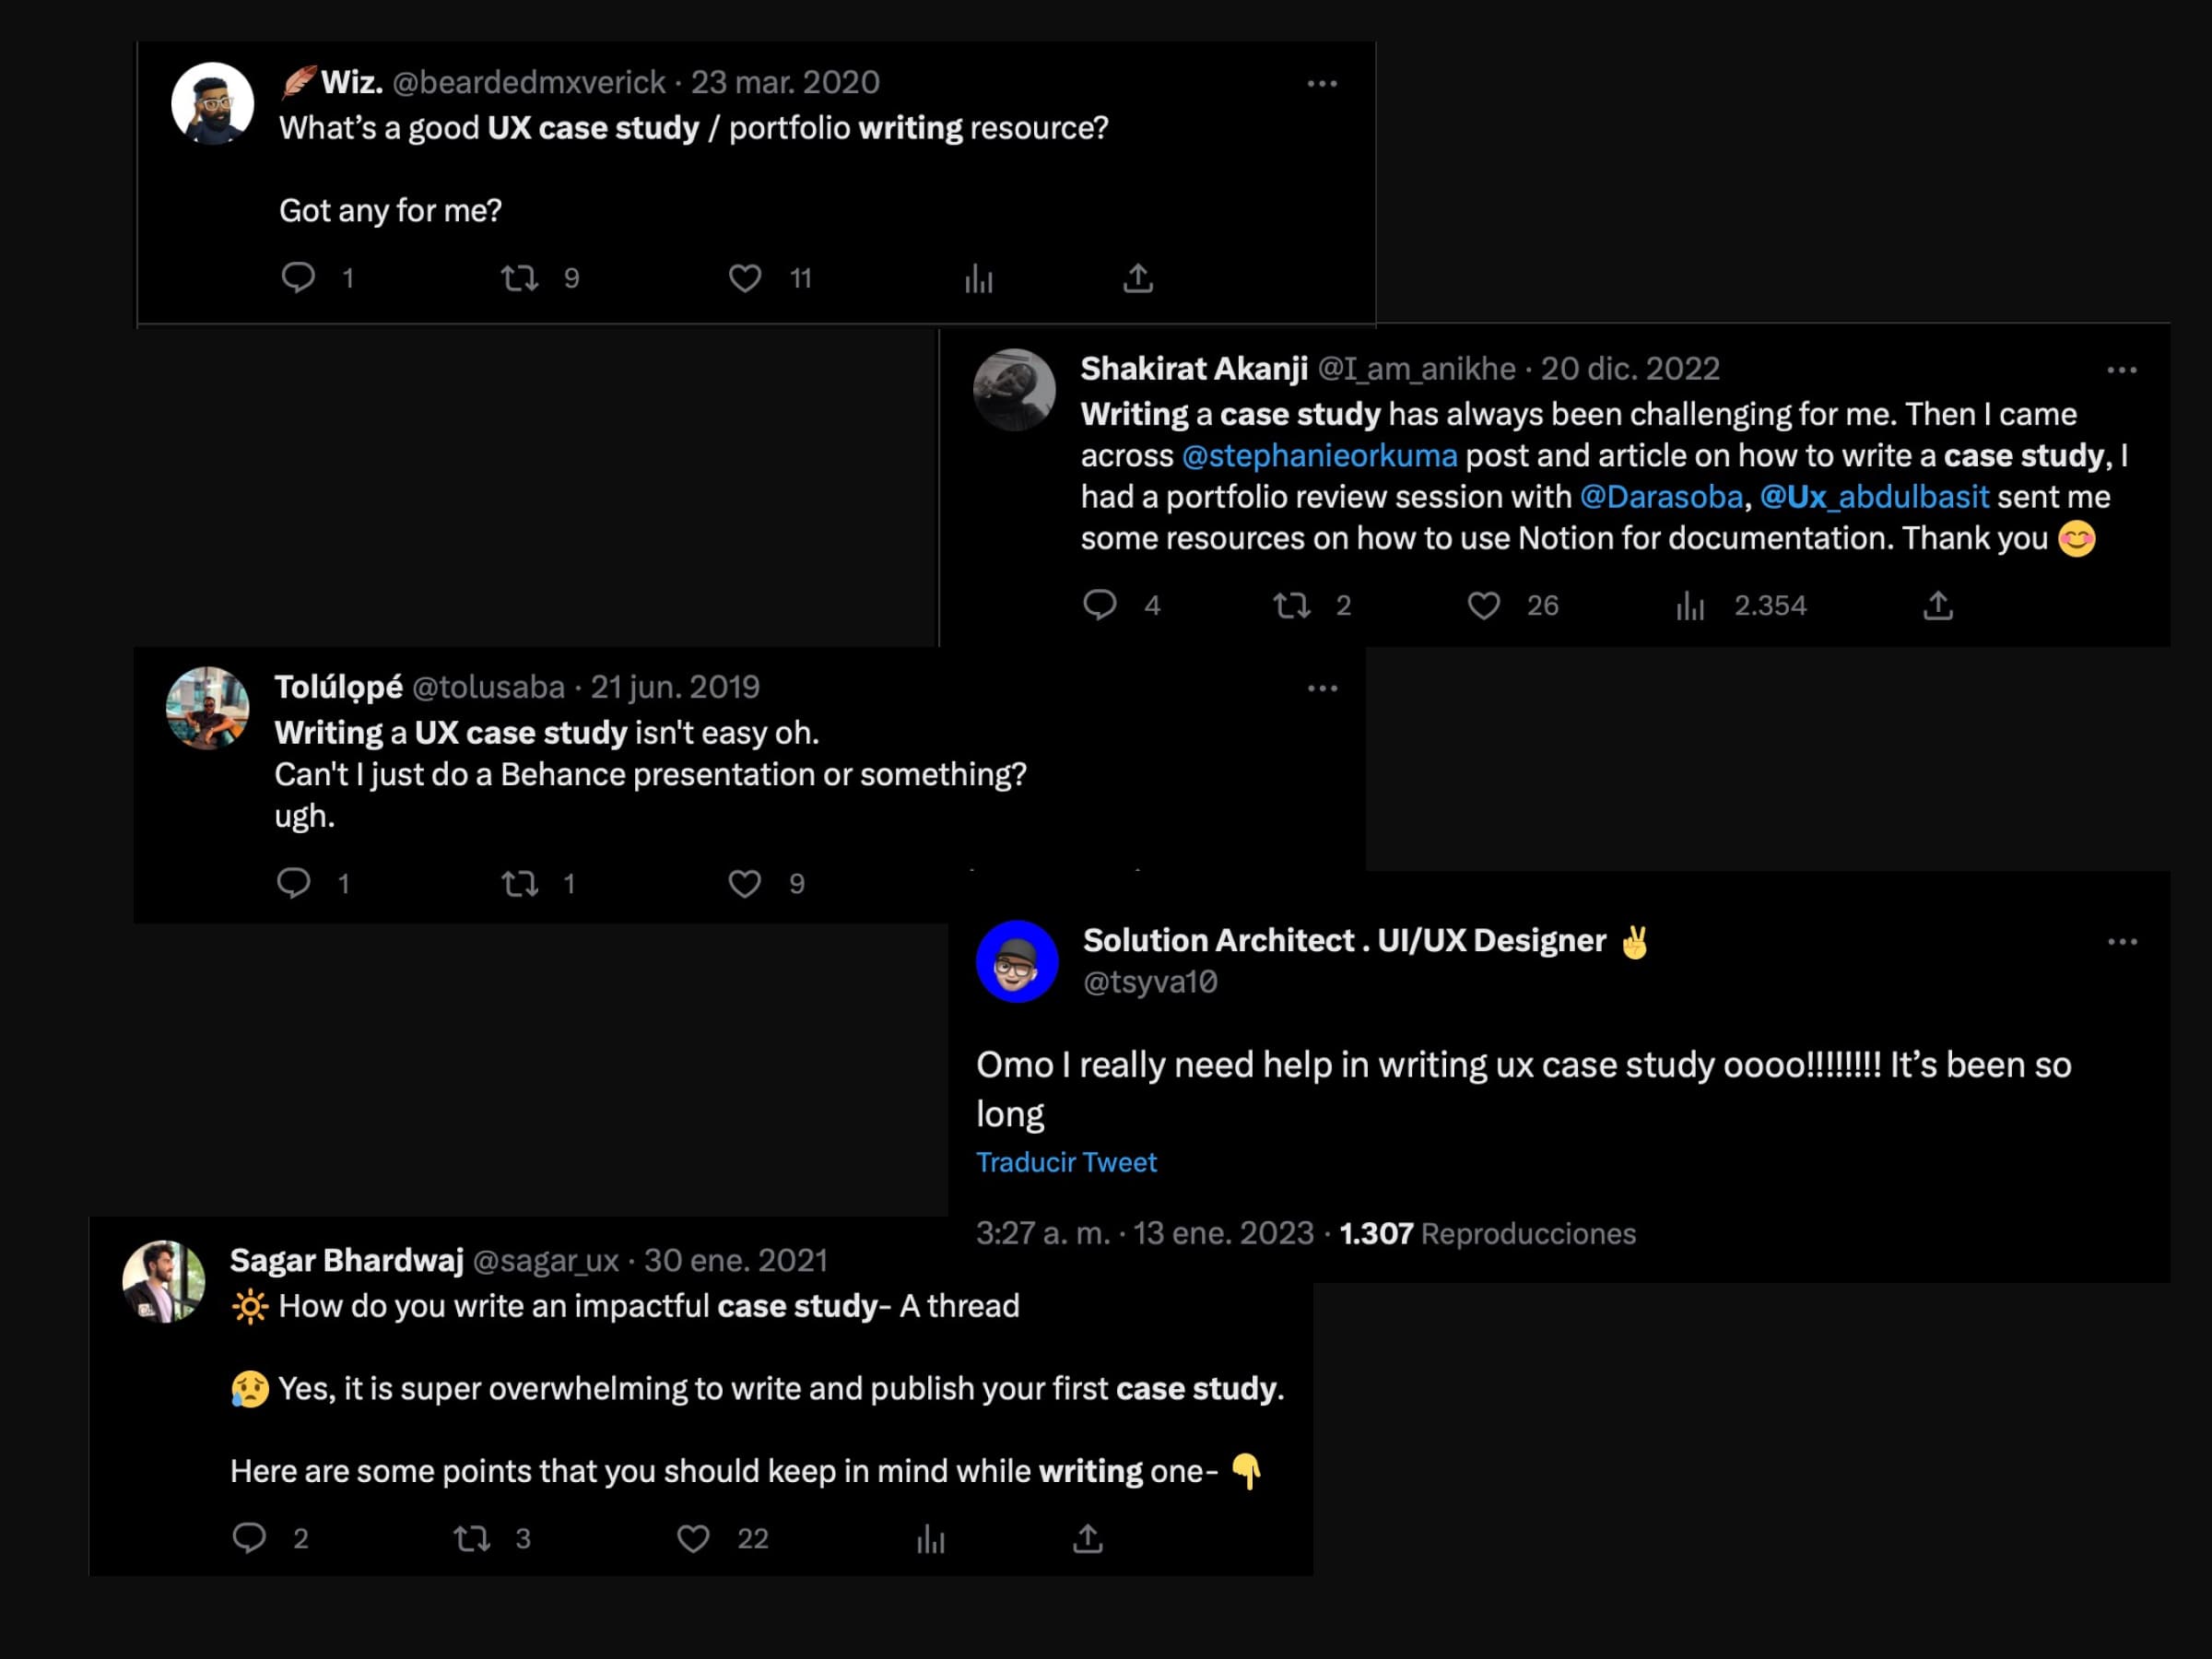 Wiz. @beardedmxverick · 23 mar. 2020
What’s a good UX case study / portfolio writing resource?
Got any for me?
1 9 11
Shakirat Akanji @I_am_anikhe · 20 dic. 2022
Writing a case study has always been challenging for me. Then I came
across @stephanieorkuma post and article on how to write a case study, I
had a portfolio review session with @Darasoba, @Ux_abdulbasit sent me
some resources on how to use Notion for documentation. Thank you 😊
4 2 26 2.354
Tolúlọpé @tolusaba · 21 jun. 2019
Writing a UX case study isn't easy oh.
Can't I just do a Behance presentation or something?
ugh.
1 1 9
Solution Architect . UI/UX Designer ✌
@tsyva10
Omo I really need help in writing ux case study oooo!!!!!!!! It’s been so
long
Traducir Tweet
3:27 a. m. · 13 ene. 2023 · 1.307 Reproducciones
Sagar Bhardwaj @sagar_ux · 30 ene. 2021
🔆 How do you write an impactful case study- A thread
😥 Yes, it is super overwhelming to write and publish your first case study.
Here are some points that you should keep in mind while writing one- 👇
2 3 22